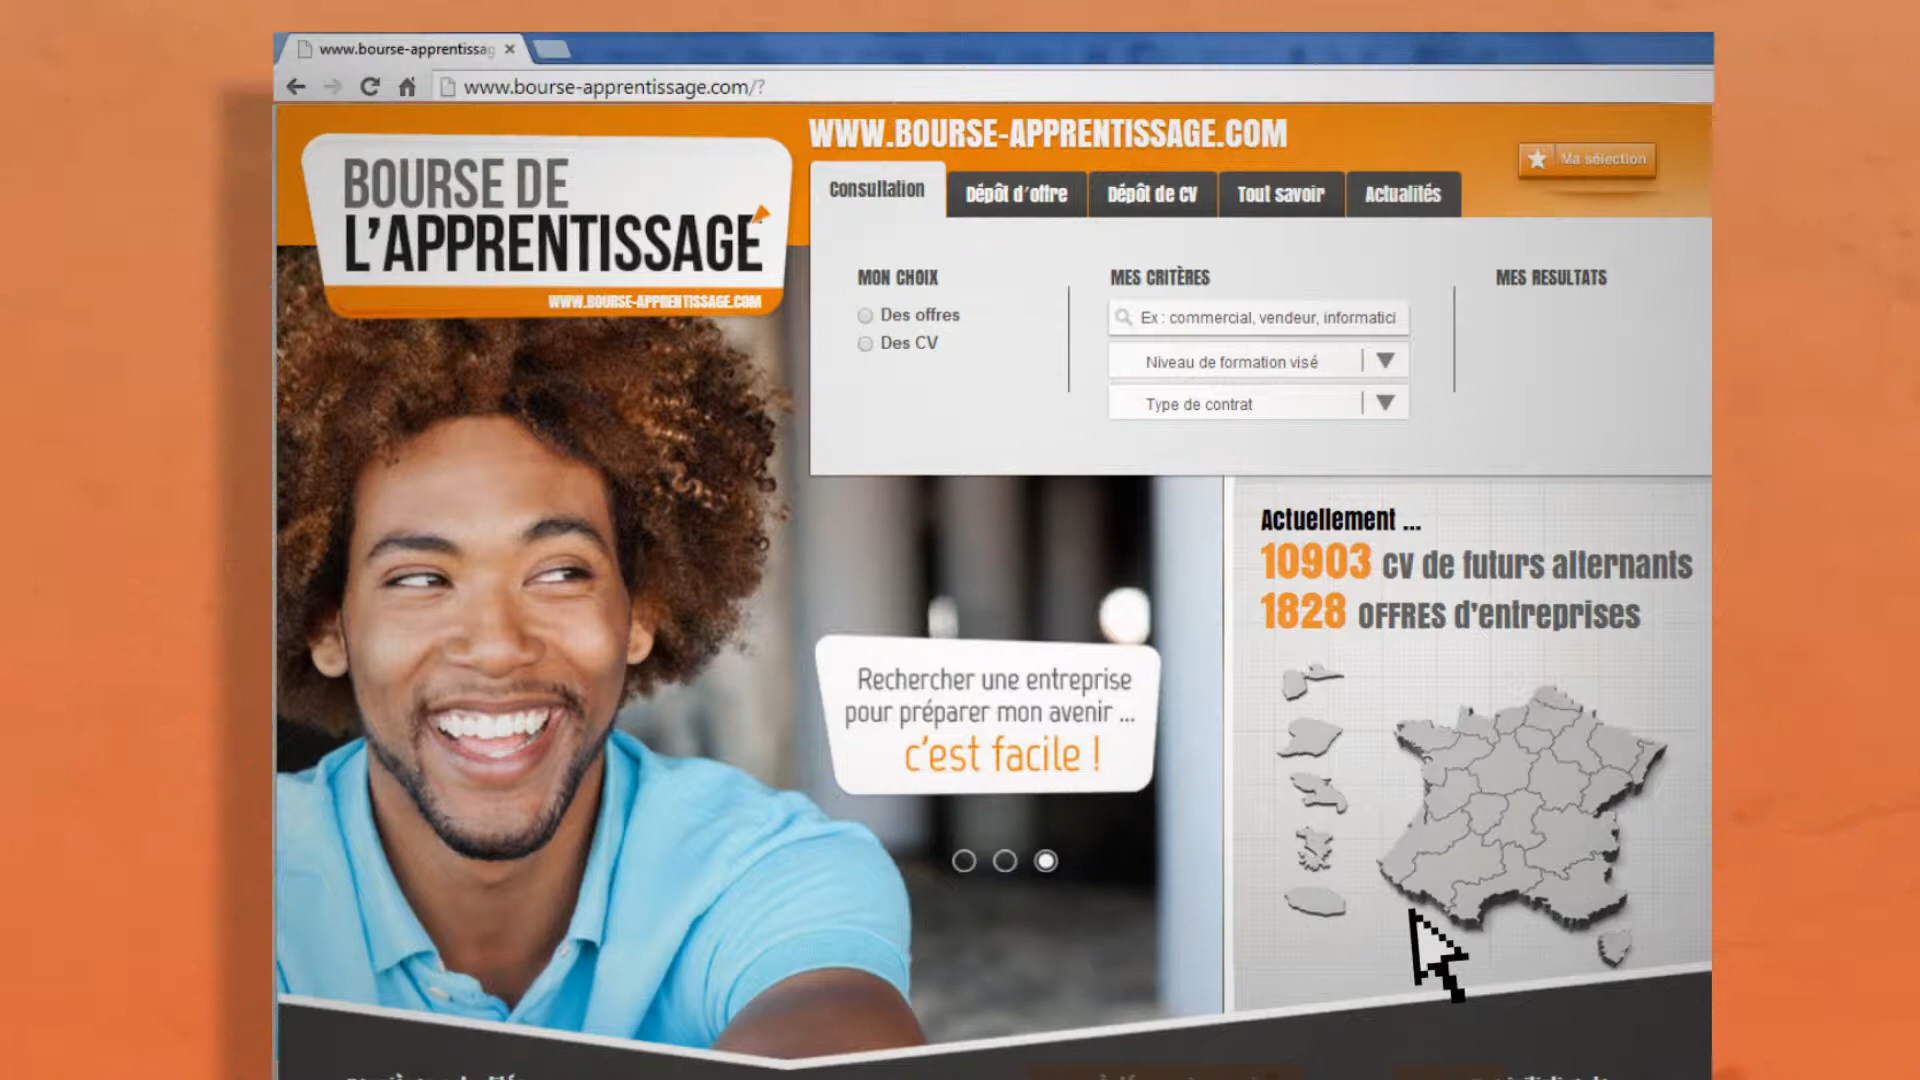 www.bourse-apprentissag
www.bourse-apprentissage.com/?
WWW.BOURSE-APPRENTISSAGE.COM
Ma sélection
BOURSE DE
L'APPRENTISSAGE
WWW.BOURSE-APPRENTISSAGE.COM
Consultation
Dépôt d'offre
Dépôt de CV
Tout savoir
Actualités
MON CHOIX
Des offres
Des CV
MES CRITÈRES
Ex : commercial, vendeur, informatici
Niveau de formation visé
Type de contrat
MES RESULTATS
Actuellement ...
10903 CV de futurs alternants
1828 OFFRES d'entreprises
Rechercher une entreprise
pour préparer mon avenir ...
c'est facile !